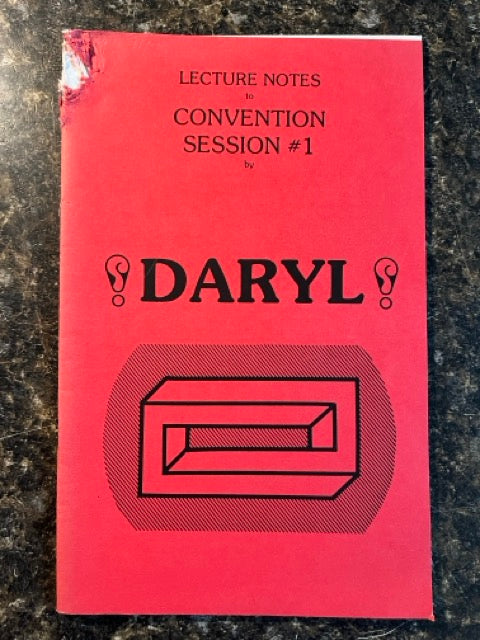 LECTURE NOTES
to
CONVENTION
SESSION #1
by
DARYL